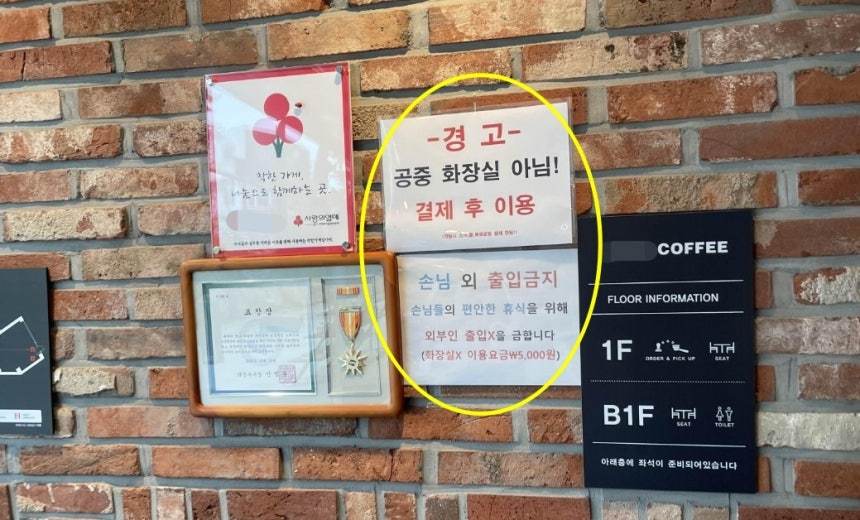 착한 가게,
나눔으로 함께하는 곳.
사랑의열매
표창장
-경 고-
공중 화장실 아님!
결제 후 이용
손님 외 출입금지
손님들의 편안한 휴식을 위해
외부인 출입X을 금합니다
(화장실X 이용요금₩5,000원)
COFFEE
FLOOR INFORMATION
1F
ORDER & PICK UP
SEAT
B1F
SEAT
TOILET
아래층에 좌석이 준비되어있습니다